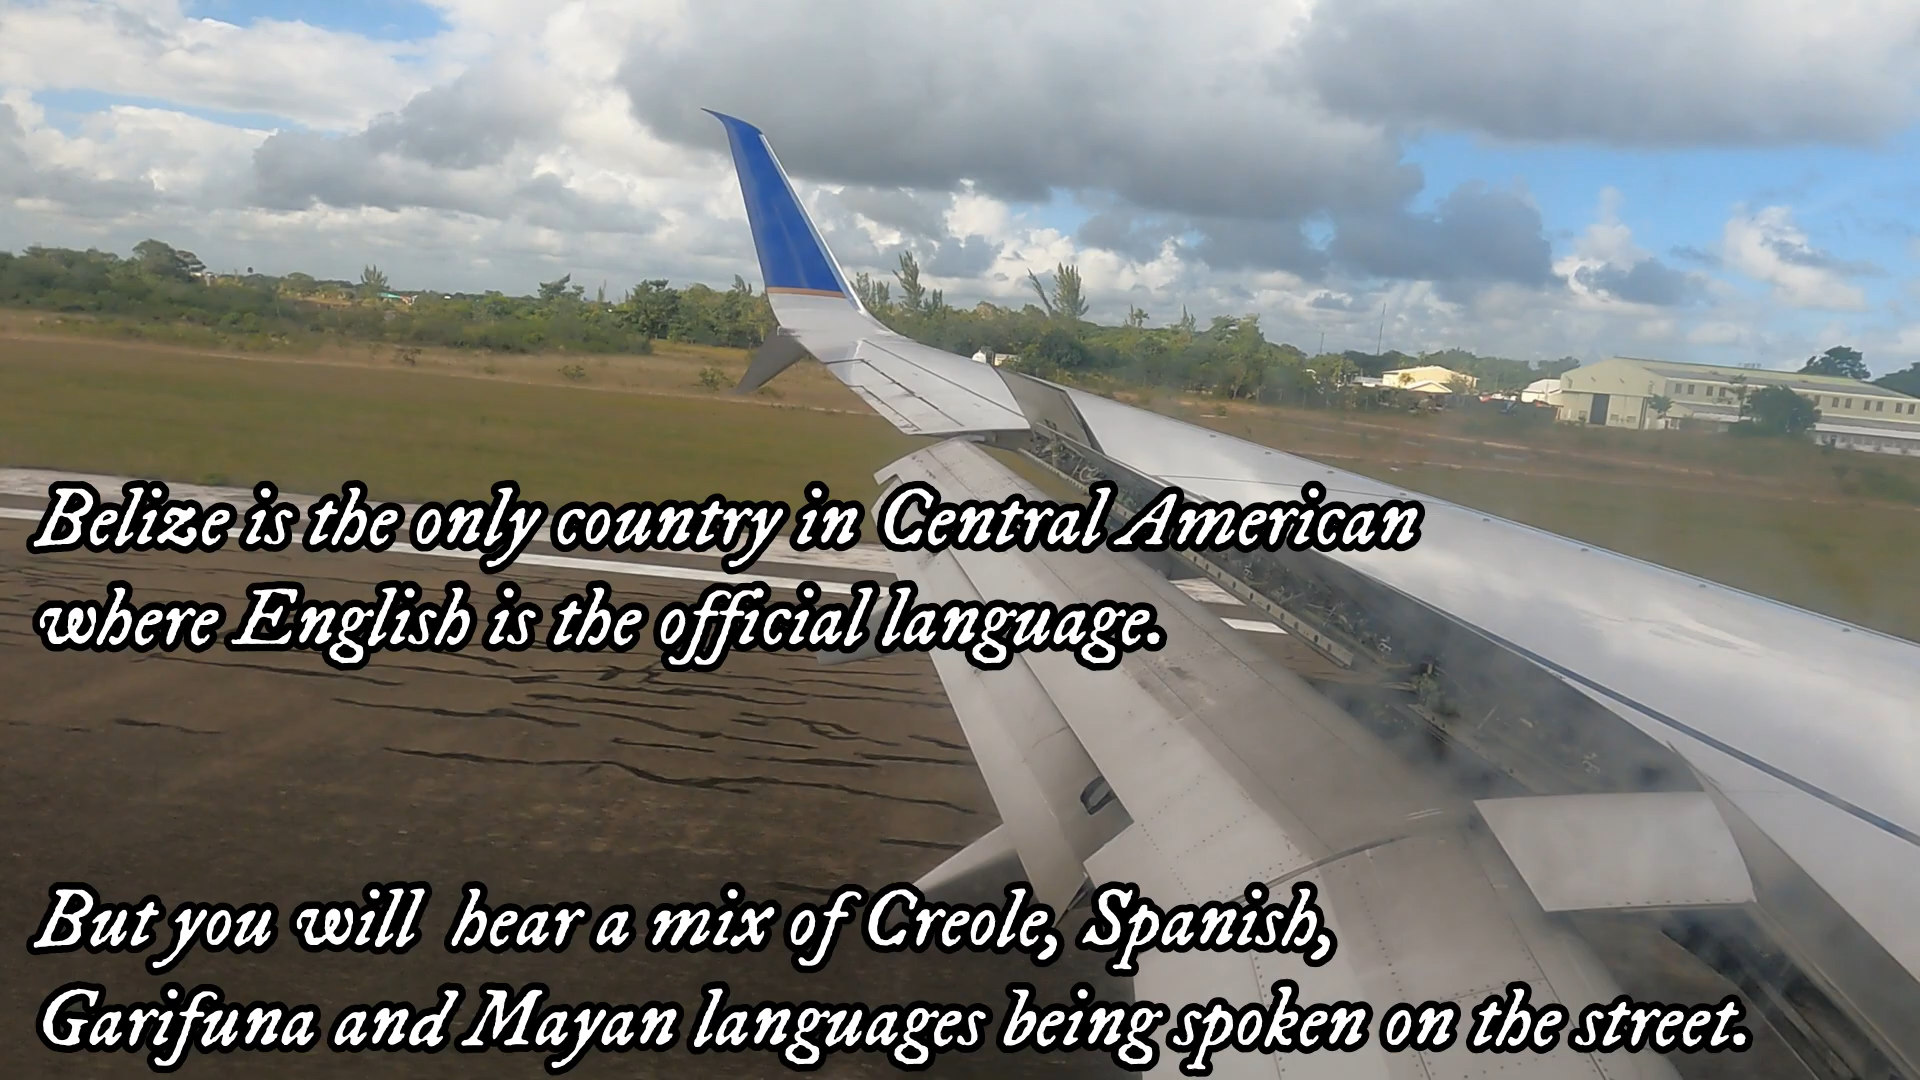 Belize is the only country in Central American
where English is the official language.
But you will hear a mix of Creole, Spanish,
Garifuna and Mayan languages being spoken on the street.